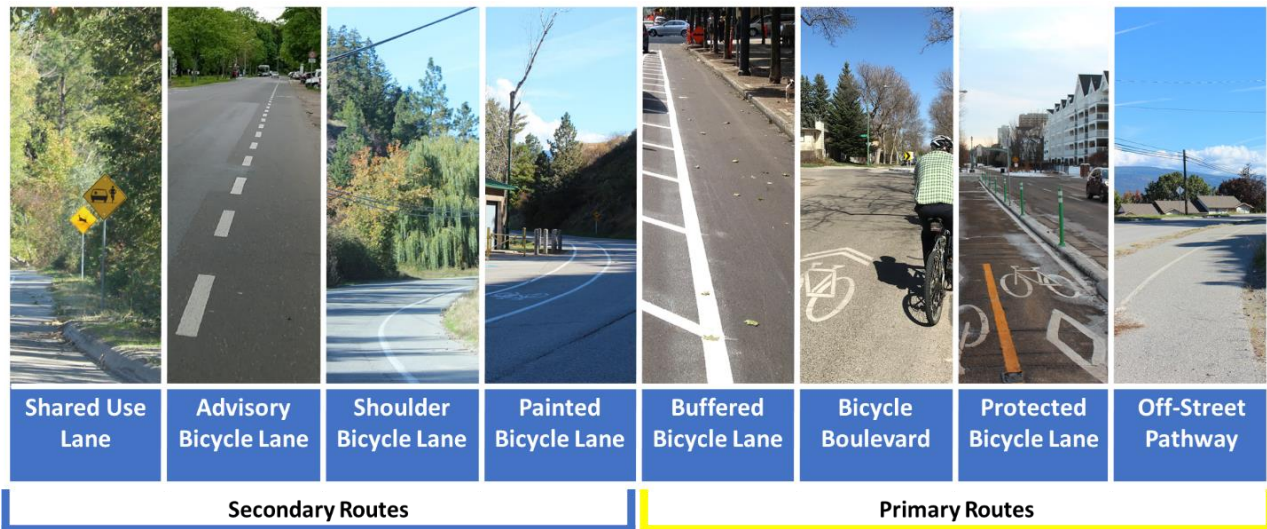 Shared Use
Lane
Advisory
Bicycle Lane
Shoulder
Bicycle Lane
Painted
Bicycle Lane
Buffered
Bicycle Lane
Bicycle
Boulevard
Protected
Bicycle Lane
Off-Street
Pathway
Secondary Routes
Primary Routes